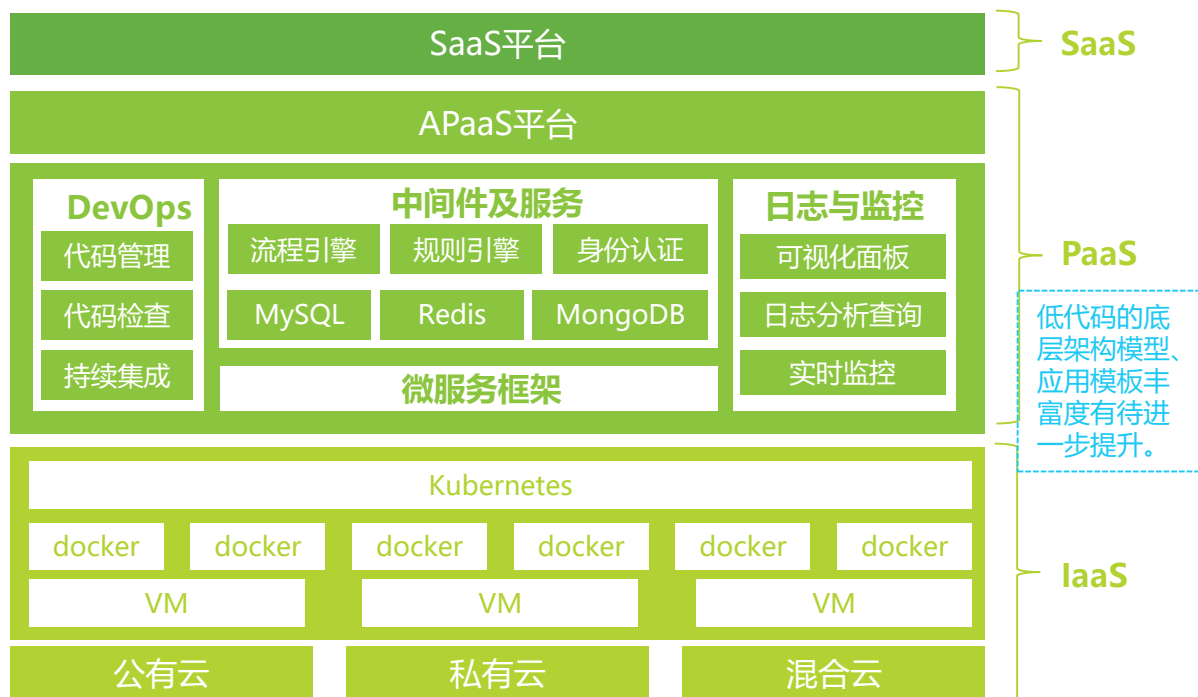 SaaS平台
SaaS
APaaS平台
DevOps
代码管理
代码检查
持续集成
中间件及服务
流程引擎
规则引擎
身份认证
MySQL
Redis
MongoDB
微服务框架
日志与监控
可视化面板
日志分析查询
实时监控
PaaS
低代码的底
层架构模型、
应用模板丰
富度有待进
一步提升。
Kubernetes
docker
docker
docker
docker
docker
docker
VM
VM
VM
IaaS
公有云
私有云
混合云